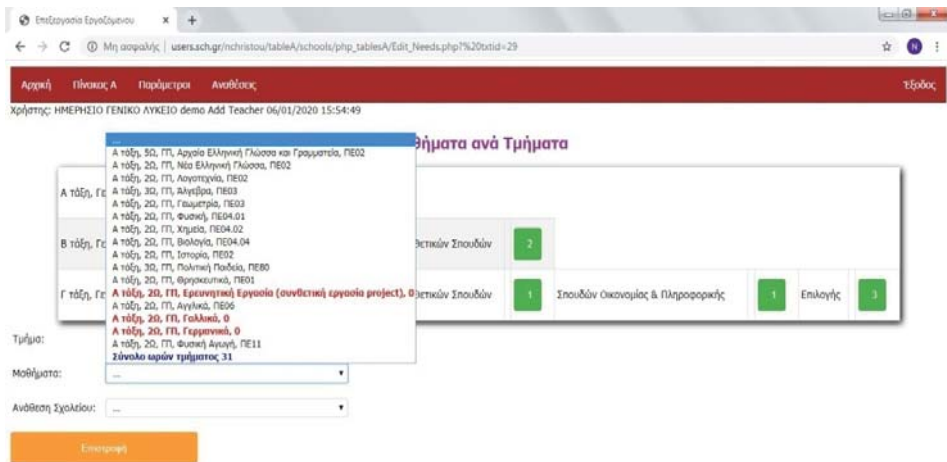 Επεξεργασία Εργαζόμενου
Μη ασφαλής | users.sch.gr/nchristou/tableA/schools/php_tablesA/Edit_Needs.php?%20txtid=29
N
Αρχική Πίνακας Α Παράμετροι Αναθέσεις Έξοδος
Χρήστης: ΗΜΕΡΗΣΙΟ ΓΕΝΙΚΟ ΛΥΚΕΙΟ demo Add Teacher 06/01/2020 15:54:49
θήματα ανά Τμήματα
...
Α τάξη, 5Ω, ΓΠ, Αρχαία Ελληνική Γλώσσα και Γραμματεία, ΠΕ02
Α τάξη, 2Ω, ΓΠ, Νέα Ελληνική Γλώσσα, ΠΕ02
Α τάξη, 2Ω, ΓΠ, Λογοτεχνία, ΠΕ02
Α τάξη, 3Ω, ΓΠ, Άλγεβρα, ΠΕ03
Α τάξη, 2Ω, ΓΠ, Γεωμετρία, ΠΕ03
Α τάξη, 2Ω, ΓΠ, Φυσική, ΠΕ04.01
Α τάξη, 2Ω, ΓΠ, Χημεία, ΠΕ04.02
Α τάξη, 2Ω, ΓΠ, Βιολογία, ΠΕ04.04
Α τάξη, 2Ω, ΓΠ, Ιστορία, ΠΕ02
Α τάξη, 3Ω, ΓΠ, Πολιτική Παιδεία, ΠΕ80
Α τάξη, 2Ω, ΓΠ, Θρησκευτικά, ΠΕ01
Α τάξη, 2Ω, ΓΠ, Ερευνητική Εργασία (συνθετική εργασία project), 0
Α τάξη, 2Ω, ΓΠ, Αγγλικά, ΠΕ06
Α τάξη, 2Ω, ΓΠ, Γαλλικά, 0
Α τάξη, 2Ω, ΓΠ, Γερμανικά, 0
Α τάξη, 2Ω, ΓΠ, Φυσική Αγωγή, ΠΕ11
Σύνολο ωρών τμήματος 31
Α τάξη, Γε
Β τάξη, Γε θετικών Σπουδών 2
Γ τάξη, Γε θετικών Σπουδών 1 Σπουδών Οικονομίας & Πληροφορικής 1 Επιλογής 3
Τμήμα:
Μαθήματα: ...
Ανάθεση Σχολείου: ...
Επιστροφή